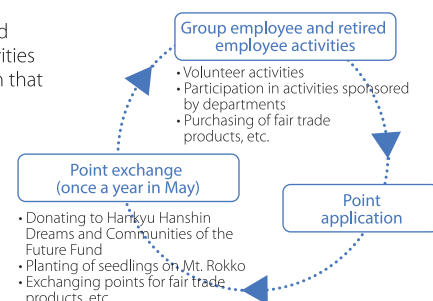 d
vities
n that
Group employee and retired
employee activities
• Volunteer activities
• Participation in activities sponsored
by departments
• Purchasing of fair trade
products, etc.
Point
application
Point exchange
(once a year in May)
• Donating to Hankyu Hanshin
Dreams and Communities of the
Future Fund
• Planting of seedlings on Mt. Rokko
• Exchanging points for fair trade
products, etc.